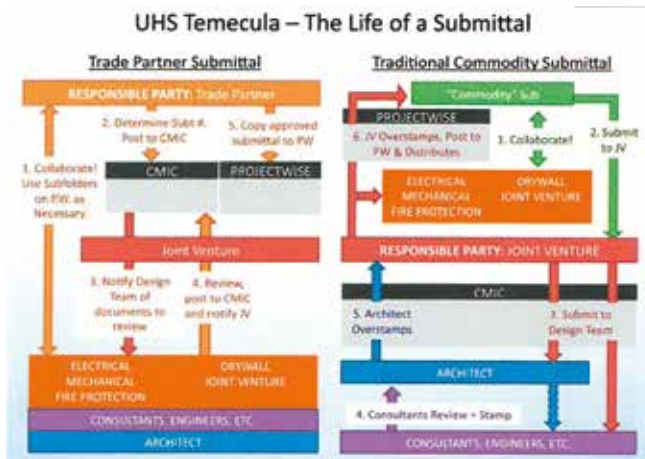 UHS Temecula – The Life of a Submittal
Trade Partner Submittal
RESPONSIBLE PARTY: Trade Partner
2. Determine Subt #.
Post to CMiC
5. Copy approved
submittal to PW
1. Collaborate!
Use Subfolders
on P.W. as
Necessary
CMIC
PROJECTWISE
Joint Venture
3. Notify Design
Team of
documents to
review
4. Review,
post to CMiC
and notify JV
ELECTRICAL
MECHANICAL
FIRE PROTECTION
DRYWALL
JOINT VENTURE
CONSULTANTS, ENGINEERS, ETC.
ARCHITECT
Traditional Commodity Submittal
"Commodity" Sub
PROJECTWISE
6. JV Overstamps, Post to
PW & Distributes
1. Collaborate!
2. Submit
to JV
ELECTRICAL
MECHANICAL
FIRE PROTECTION
DRYWALL
JOINT VENTURE
RESPONSIBLE PARTY: JOINT VENTURE
CMIC
5. Architect
Overstamps
3. Submit to
Design Team
ARCHITECT
4. Consultants Review + Stamp
CONSULTANTS, ENGINEERS, ETC.